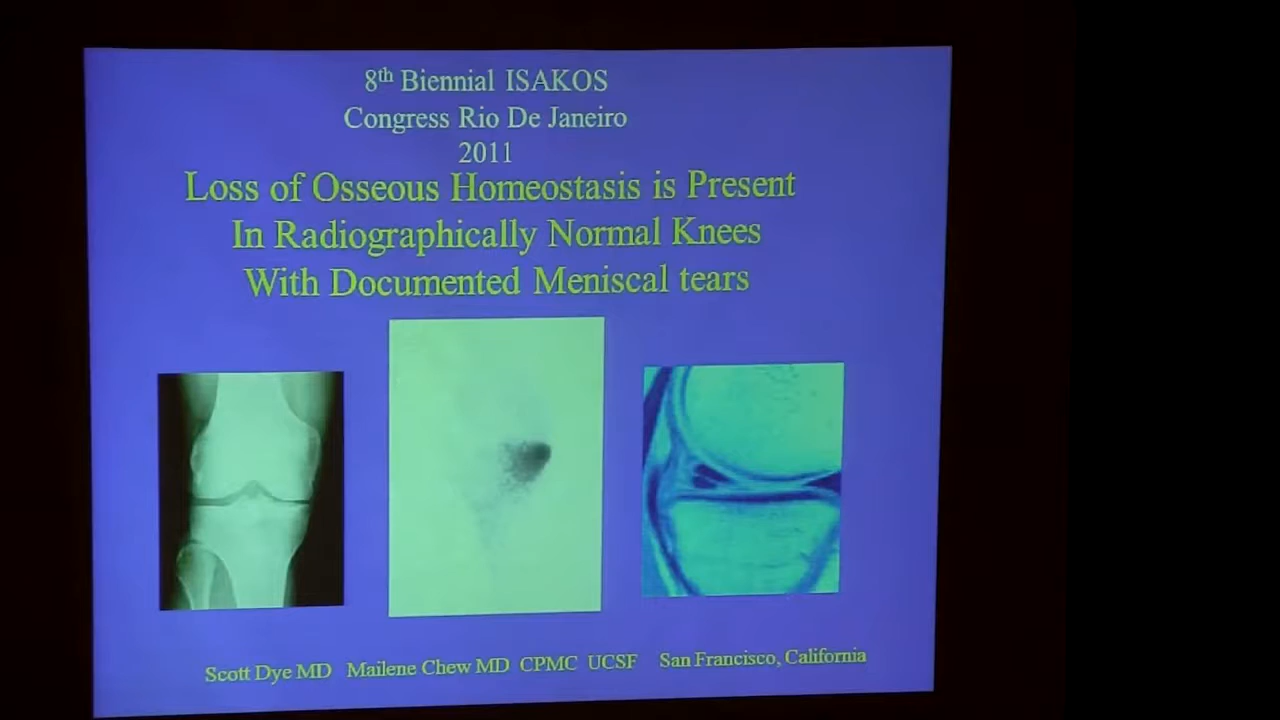 8th Biennial ISAKOS
Congress Rio De Janeiro
2011
Loss of Osseous Homeostasis is Present
In Radiographically Normal Knees
With Documented Meniscal tears
Scott Dye MD Mailene Chew MD CPMC UCSF San Francisco, California